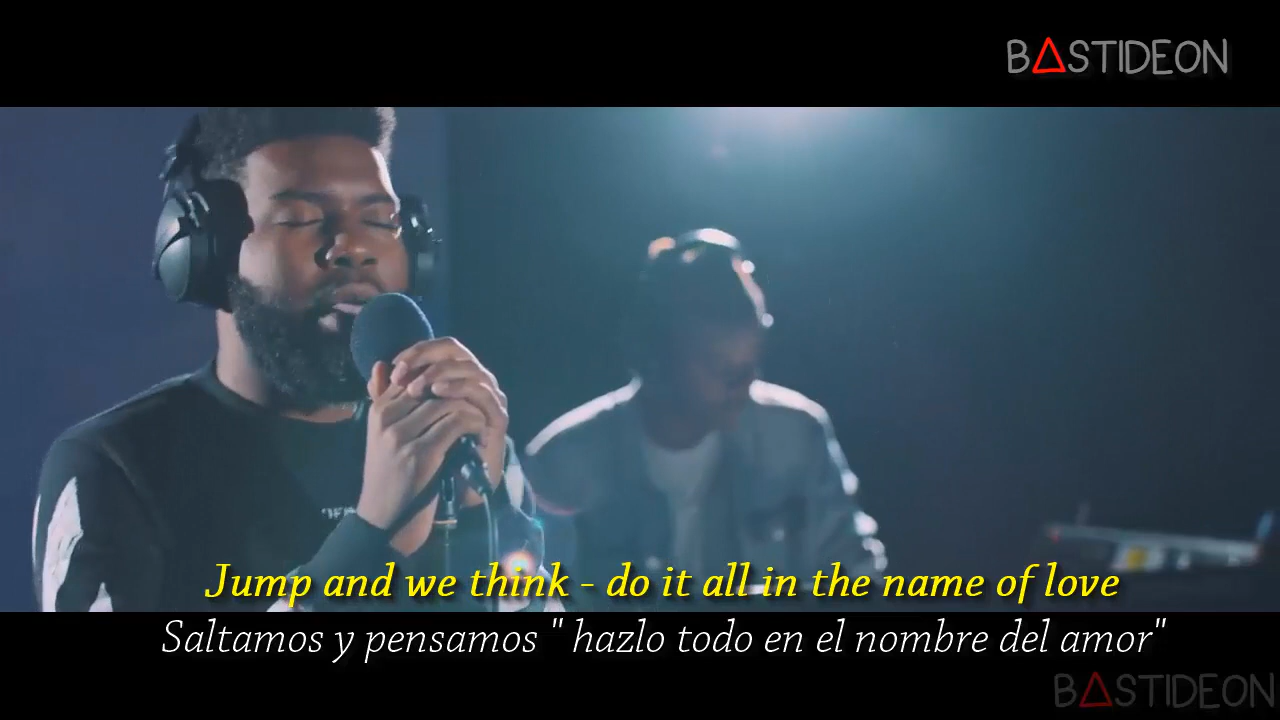 BASTIDEON
Jump and we think - do it all in the name of love
Saltamos y pensamos " hazlo todo en el nombre del amor"
BASTIDEON